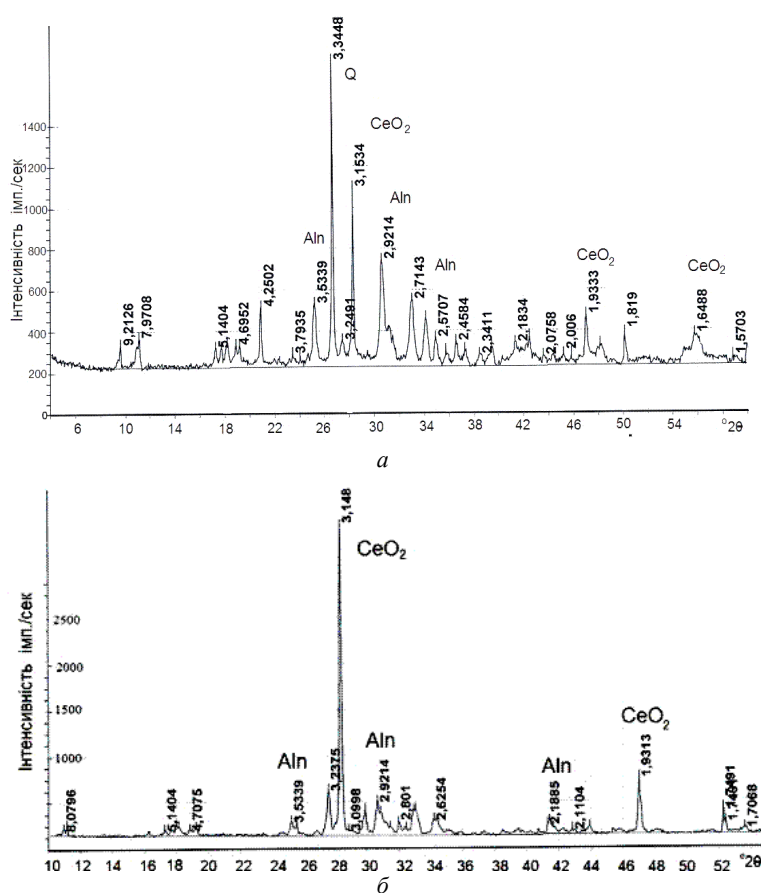 3,3448
Q
CeO₂
3,1534
Aln
2,9214
Aln
3,5339
2,7143
Aln
CeO₂
CeO₂
Інтенсивність імп./сек
1400
1200
1000
800
600
400
200
0
9,2126
7,9708
5,1404
4,6952
4,2502
3,7935
3,2491
2,5707
2,4584
2,3411
2,1834
2,0758
2,006
1,9333
1,819
1,6488
1,5703
4 6 10 14 18 22 26 30 34 38 42 46 50 54 °2θ
а
3,148
CeO₂
Інтенсивність імп./сек
2500
2000
1500
1000
Aln
Aln
Aln
CeO₂
8,0796
5,1404
4,7075
3,5339
3,2375
3,0998
2,9214
2,801
2,6254
2,1885
2,1104
1,9313
1,7068
10 12 14 16 18 20 22 24 26 28 30 32 34 36 38 40 42 44 46 48 50 52 °2θ
б